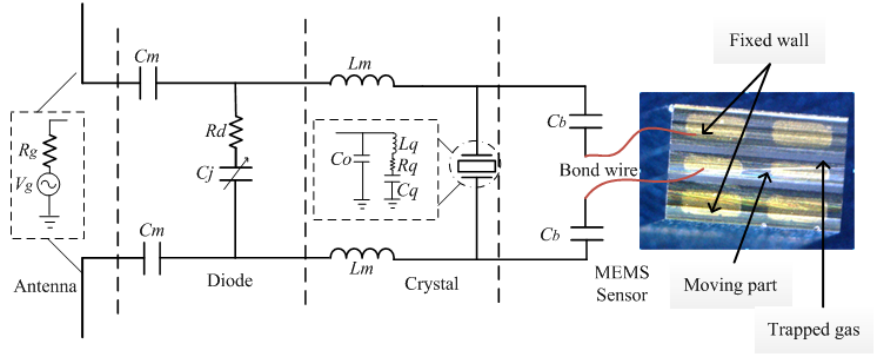 Cm
Lm
Fixed wall
Rg
Vg
Rd
Cj
Co
Lq
Rq
Cq
Cb
Bond wire
Cb
Cm
Lm
Antenna
Diode
Crystal
MEMS
Sensor
Moving part
Trapped gas